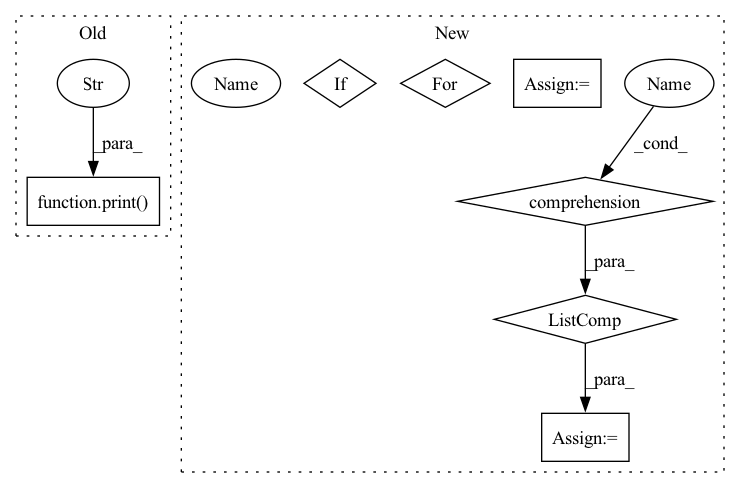 Old
New
Str
Name
If
For
Assign:=
Name
_para_
_cond_
function.print()
comprehension
_para_
ListComp
_para_
Assign:=